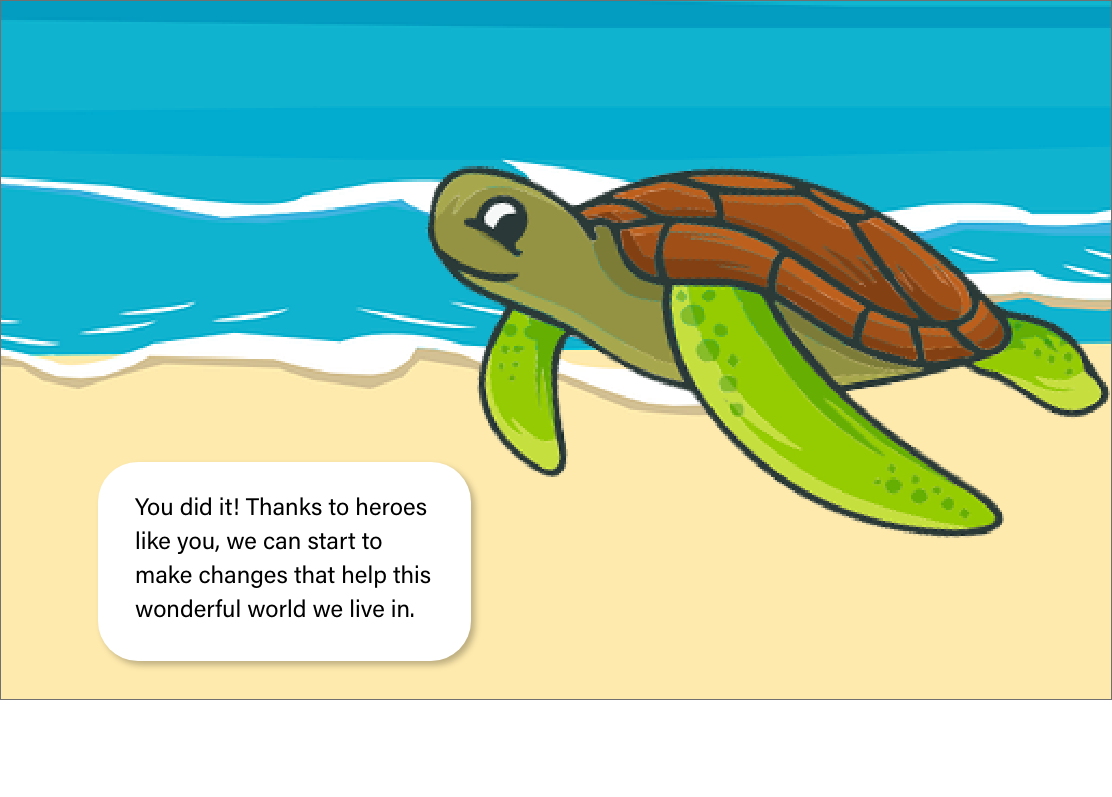 You did it! Thanks to heroes
like you, we can start to
make changes that help this
wonderful world we live in.